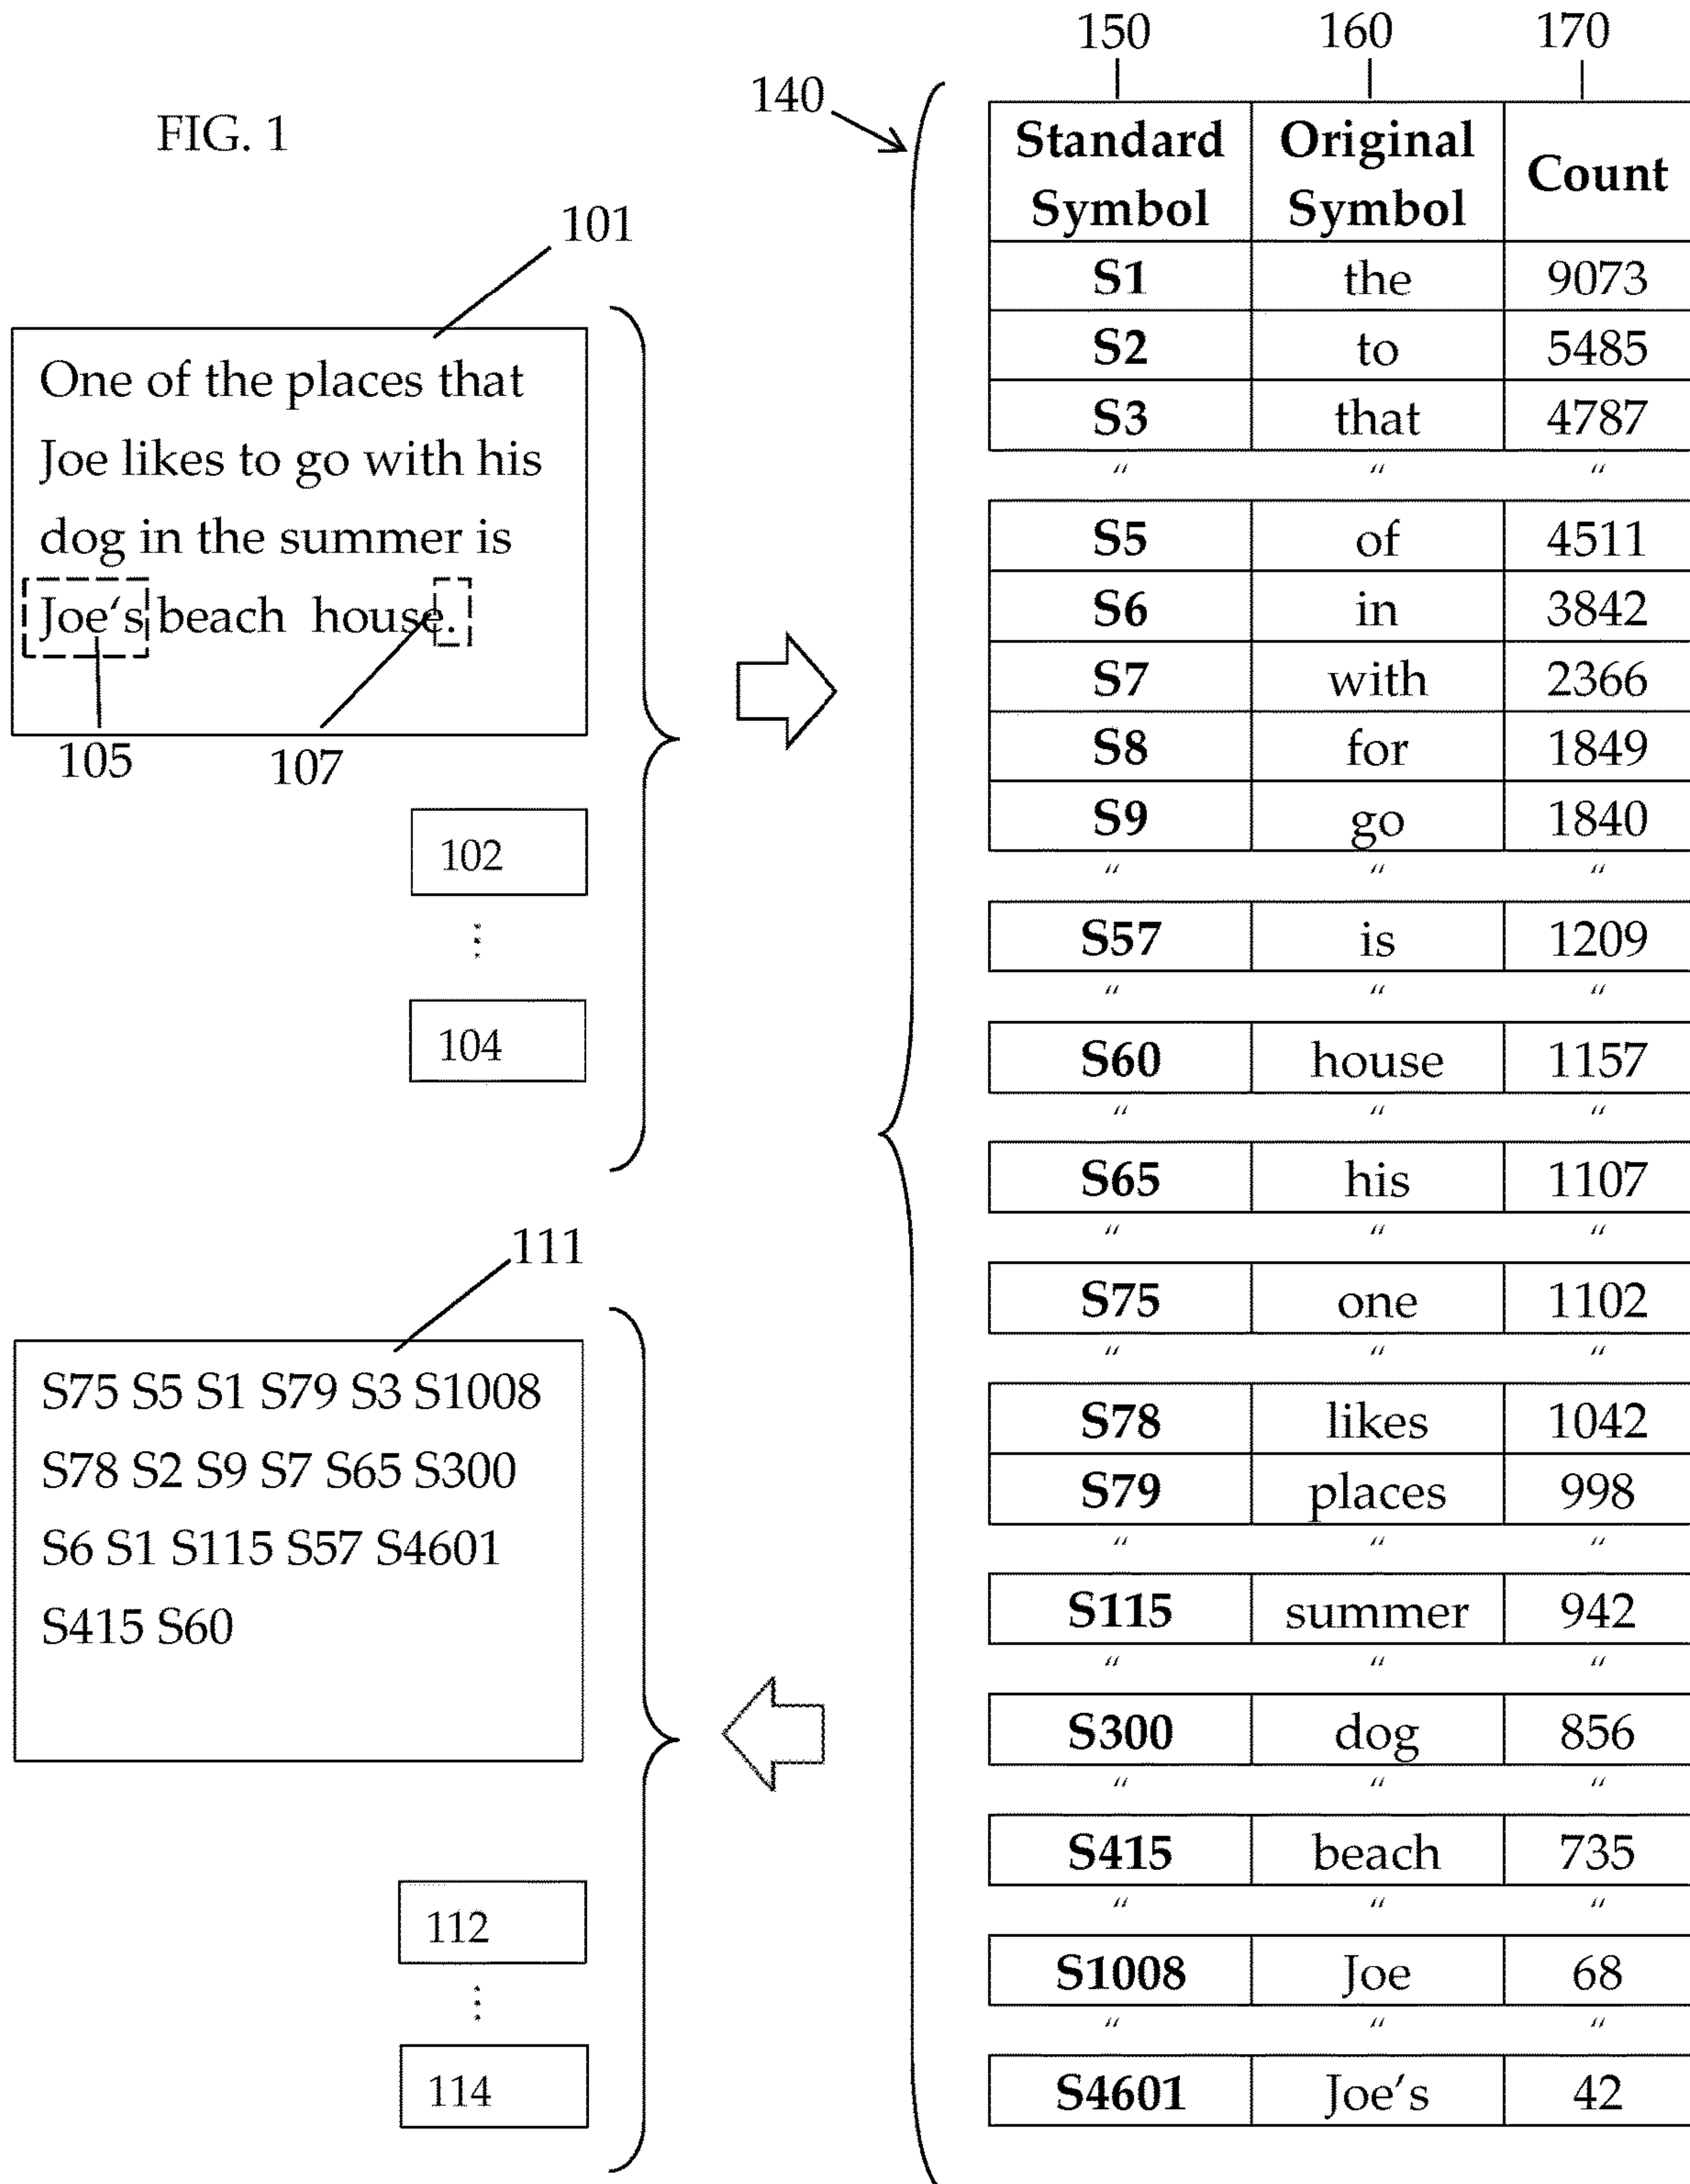 FIG. 1
101
One of the places that
Joe likes to go with his
dog in the summer is
Joe‘s beach house.
105 107
102
⋮
104
111
S75 S5 S1 S79 S3 S1008
S78 S2 S9 S7 S65 S300
S6 S1 S115 S57 S4601
S415 S60
112
⋮
114
140
150 160 170
Standard Symbol Original Symbol Count
S1 the 9073
S2 to 5485
S3 that 4787
“ “ “
S5 of 4511
S6 in 3842
S7 with 2366
S8 for 1849
S9 go 1840
“ “ “
S57 is 1209
“ “ “
S60 house 1157
“ “ “
S65 his 1107
“ “ “
S75 one 1102
“ “ “
S78 likes 1042
S79 places 998
“ “ “
S115 summer 942
“ “ “
S300 dog 856
“ “ “
S415 beach 735
“ “ “
S1008 Joe 68
“ “ “
S4601 Joe’s 42